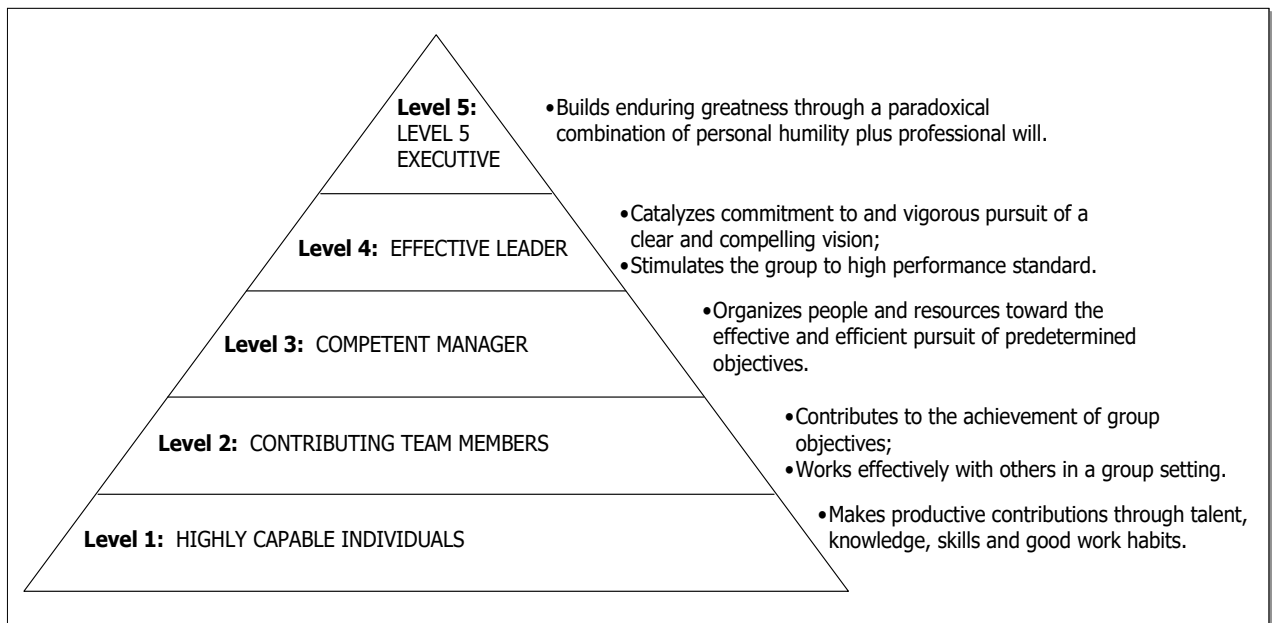 Level 5:
LEVEL 5
EXECUTIVE
•Builds enduring greatness through a paradoxical
combination of personal humility plus professional will.
Level 4: EFFECTIVE LEADER
•Catalyzes commitment to and vigorous pursuit of a
clear and compelling vision;
•Stimulates the group to high performance standard.
Level 3: COMPETENT MANAGER
•Organizes people and resources toward the
effective and efficient pursuit of predetermined
objectives.
Level 2: CONTRIBUTING TEAM MEMBERS
•Contributes to the achievement of group
objectives;
•Works effectively with others in a group setting.
Level 1: HIGHLY CAPABLE INDIVIDUALS
•Makes productive contributions through talent,
knowledge, skills and good work habits.